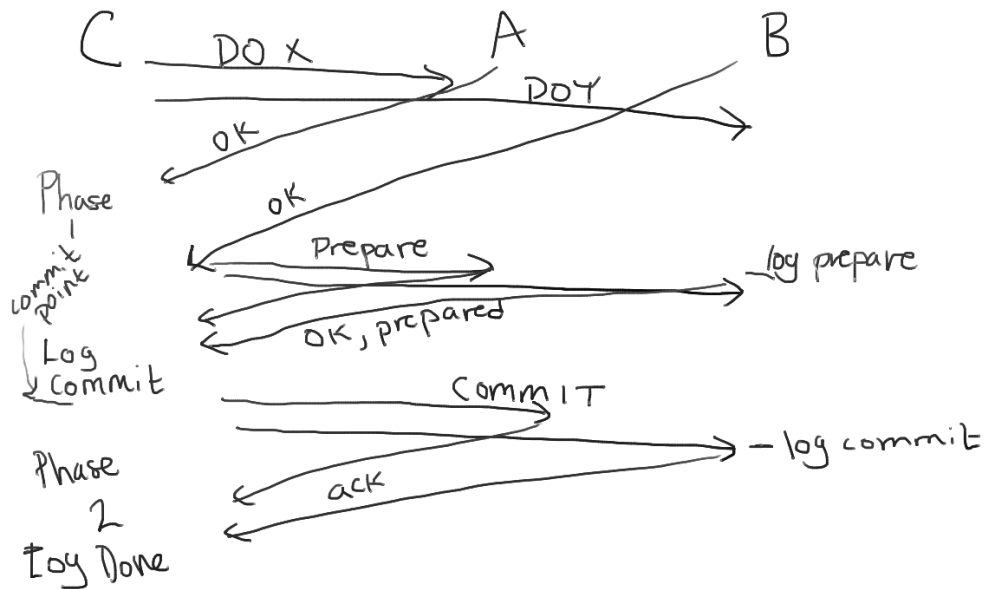 C A B
DO X
DOY
OK
OK
Phase
1
Prepare
log prepare
commit
point
OK, prepared
Log
Commit
COMMIT
log commit
Phase
2
ack
Log Done